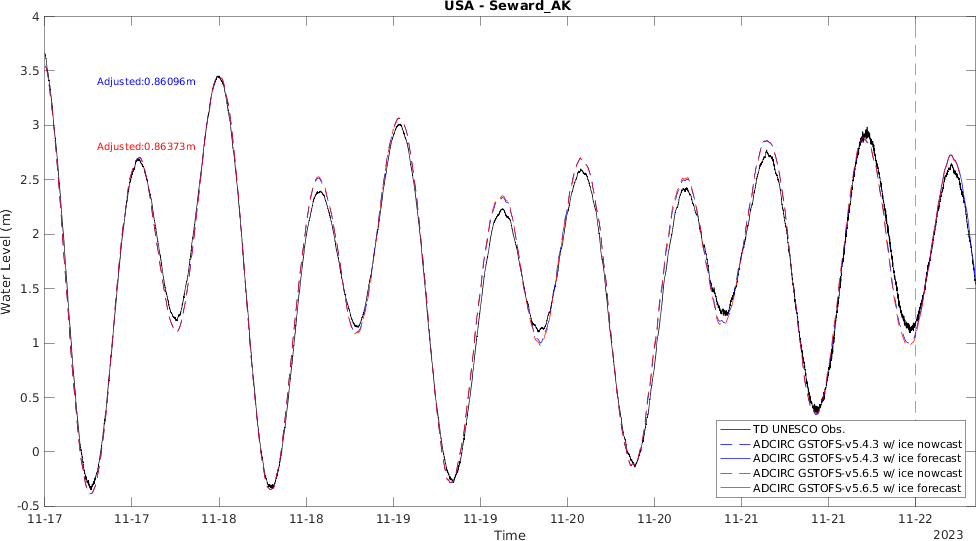 USA - Seward_AK
4
3.5
3
2.5
2
1.5
1
0.5
0
-0.5
Water Level (m)
Adjusted:0.86096m
Adjusted:0.86373m
TD UNESCO Obs.
ADCIRC GSTOFS-v5.4.3 w/ ice nowcast
ADCIRC GSTOFS-v5.4.3 w/ ice forecast
ADCIRC GSTOFS-v5.6.5 w/ ice nowcast
ADCIRC GSTOFS-v5.6.5 w/ ice forecast
11-17 11-17 11-18 11-18 11-19 11-19 11-20 11-20 11-21 11-21 11-22
Time
2023